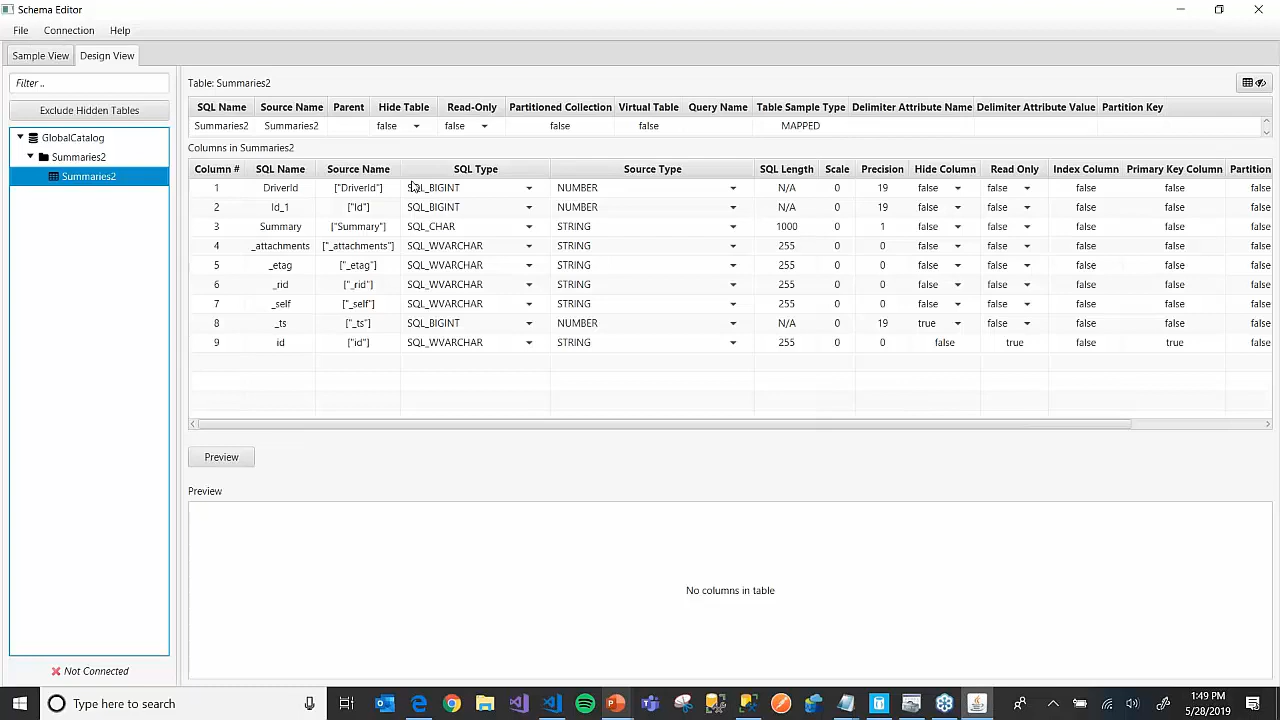 Schema Editor
File Connection Help
Sample View Design View
Filter ..
Exclude Hidden Tables
GlobalCatalog
Summaries2
Summaries2
Not Connected
Table: Summaries2
SQL Name Source Name Parent Hide Table Read-Only Partitioned Collection Virtual Table Query Name Table Sample Type Delimiter Attribute Name Delimiter Attribute Value Partition Key
Summaries2 Summaries2 false false false false MAPPED
Columns in Summaries2
Column # SQL Name Source Name SQL Type Source Type SQL Length Scale Precision Hide Column Read Only Index Column Primary Key Column Partition
1 DriverId ["DriverId"] SQL_BIGINT NUMBER N/A 0 19 false false false false false
2 Id_1 ["Id"] SQL_BIGINT NUMBER N/A 0 19 false false false false false
3 Summary ["Summary"] SQL_CHAR STRING 1000 0 1 false false false false false
4 _attachments ["_attachments"] SQL_WVARCHAR STRING 255 0 0 false false false false false
5 _etag ["_etag"] SQL_WVARCHAR STRING 255 0 0 false false false false false
6 _rid ["_rid"] SQL_WVARCHAR STRING 255 0 0 false false false false false
7 _self ["_self"] SQL_WVARCHAR STRING 255 0 0 false false false false false
8 _ts ["_ts"] SQL_BIGINT NUMBER N/A 0 19 true false false false false
9 id ["id"] SQL_WVARCHAR STRING 255 0 0 false true false true false
Preview
Preview
No columns in table
Type here to search
1:49 PM
5/28/2019